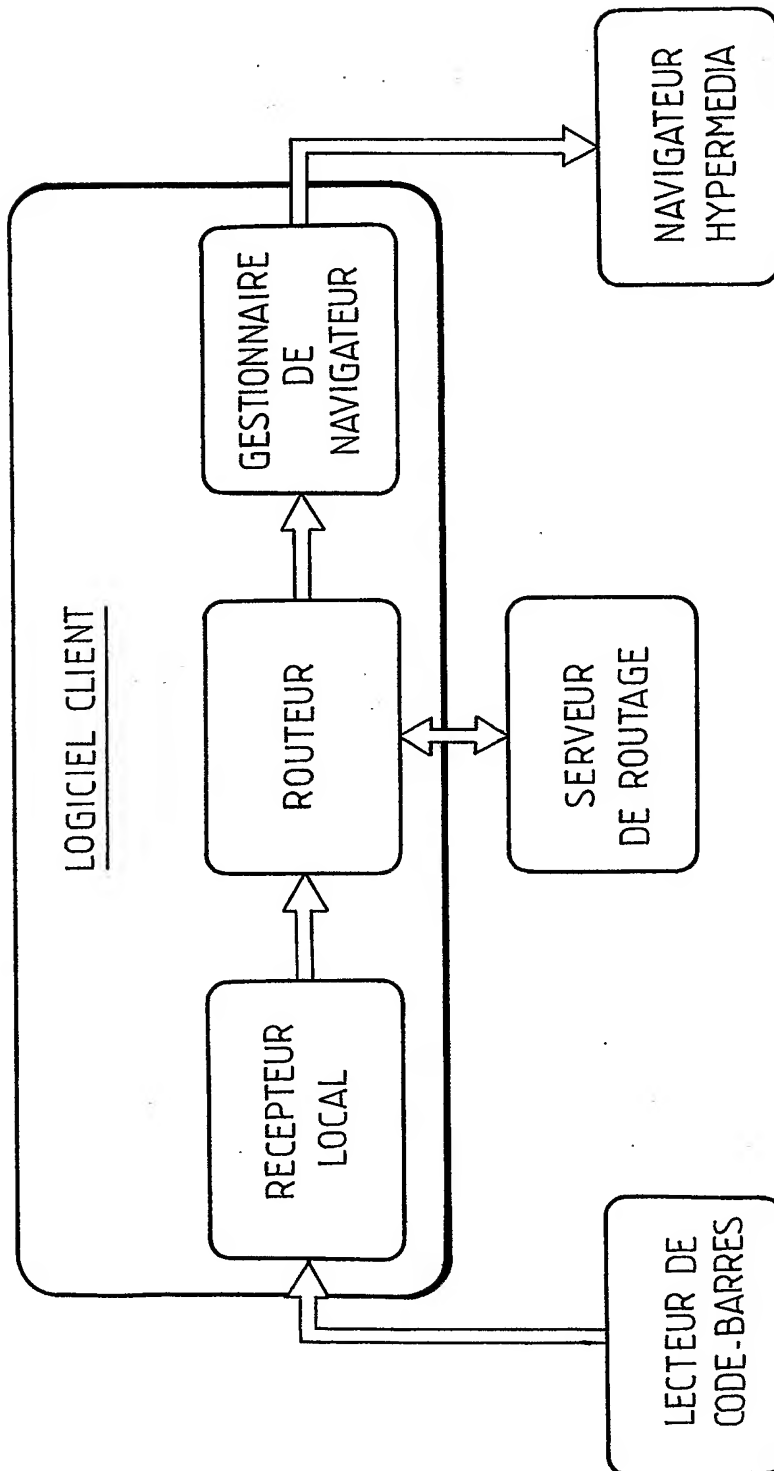 LOGICIEL CLIENT
RECEPTEUR
LOCAL
ROUTEUR
GESTIONNAIRE
DE
NAVIGATEUR
LECTEUR DE
CODE-BARRES
SERVEUR
DE ROUTAGE
NAVIGATEUR
HYPERMEDIA